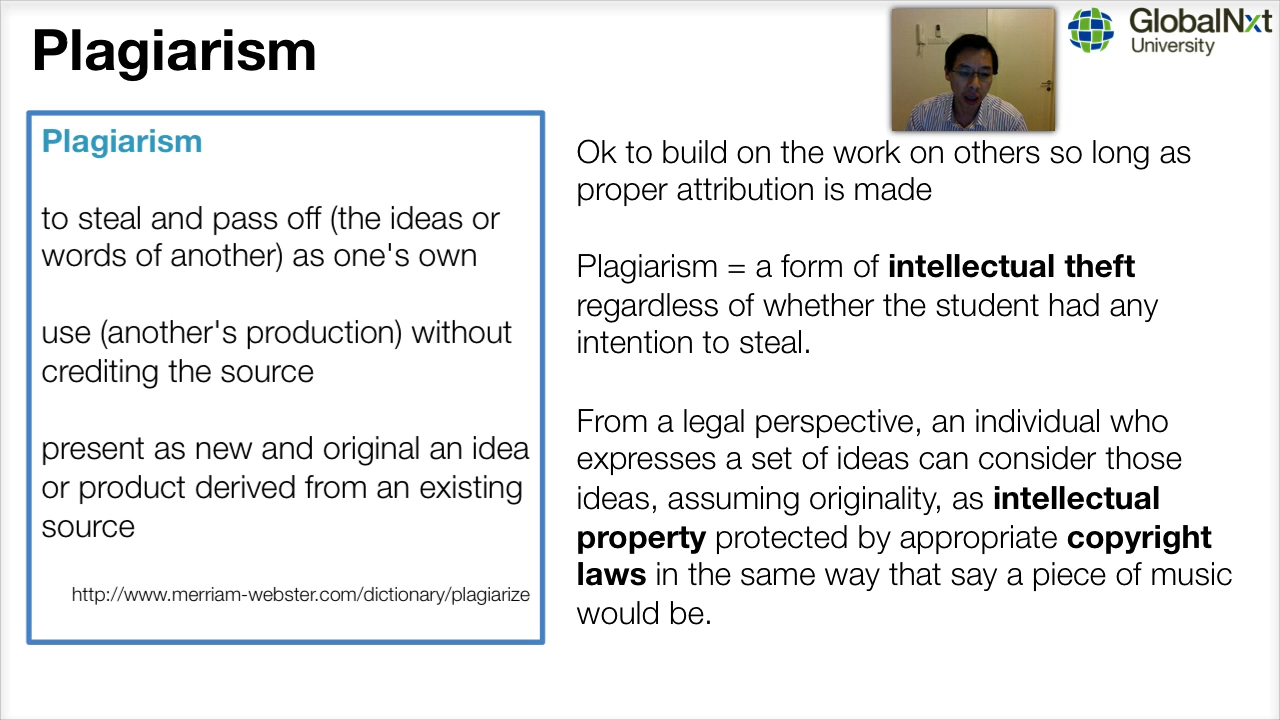 Plagiarism
GlobalNxt
University
Plagiarism
to steal and pass off (the ideas or
words of another) as one's own
use (another's production) without
crediting the source
present as new and original an idea
or product derived from an existing
source
http://www.merriam-webster.com/dictionary/plagiarize
Ok to build on the work on others so long as
proper attribution is made
Plagiarism = a form of intellectual theft
regardless of whether the student had any
intention to steal.
From a legal perspective, an individual who
expresses a set of ideas can consider those
ideas, assuming originality, as intellectual
property protected by appropriate copyright
laws in the same way that say a piece of music
would be.